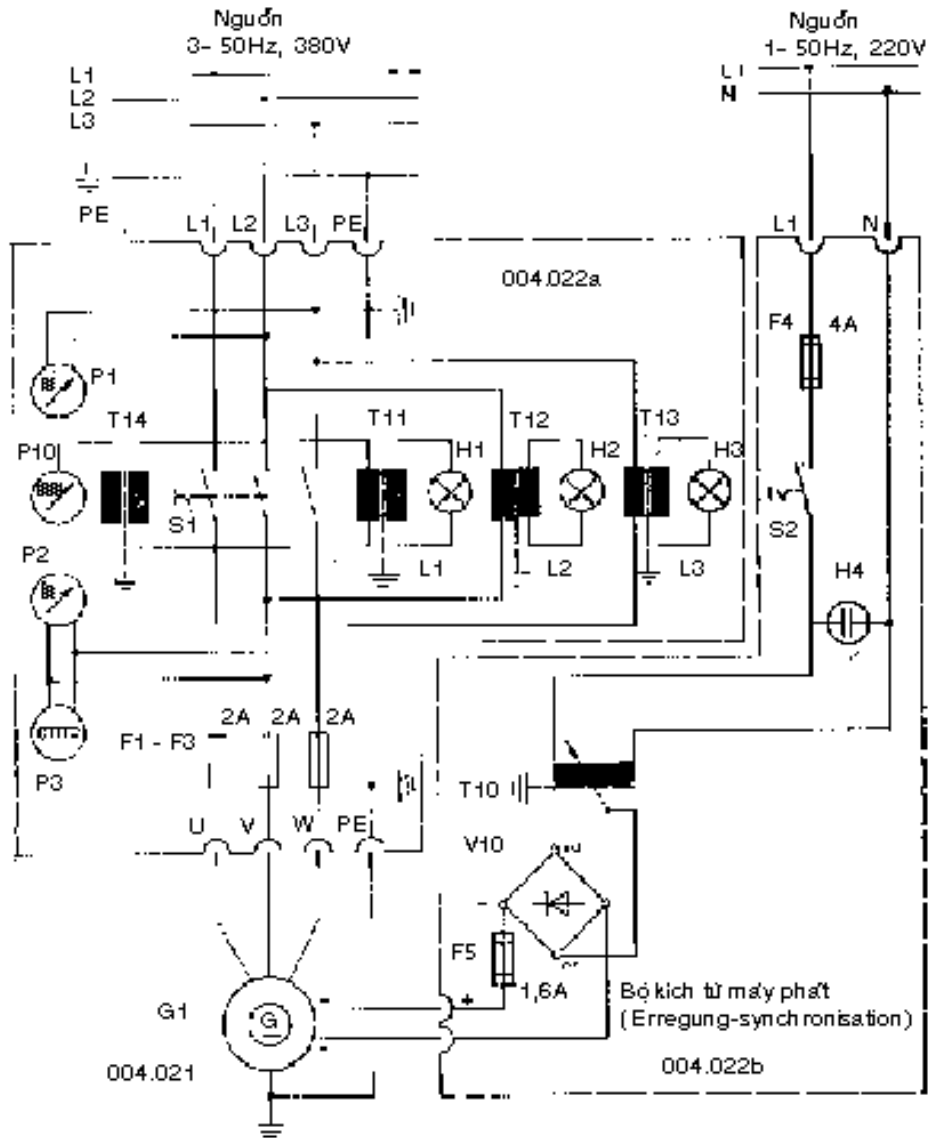 Nguồn
3~ 50Hz, 380V
Nguồn
1~ 50Hz, 220V
L1
L2
L3
PE
L1
N
L1 L2 L3 PE
L1 N
004.022a
F4 4A
P1
T14 T11 T12 T13
P10 H1 H2 H3
S1
S2
P2
L1 L2 L3
H4
2A 2A 2A
F1 - F3
P3
T10
U V W PE
V10
F5
1,6A
+
-
G1
G
Bộ kích từ máy phát
(Erregung-synchronisation)
004.021
004.022b